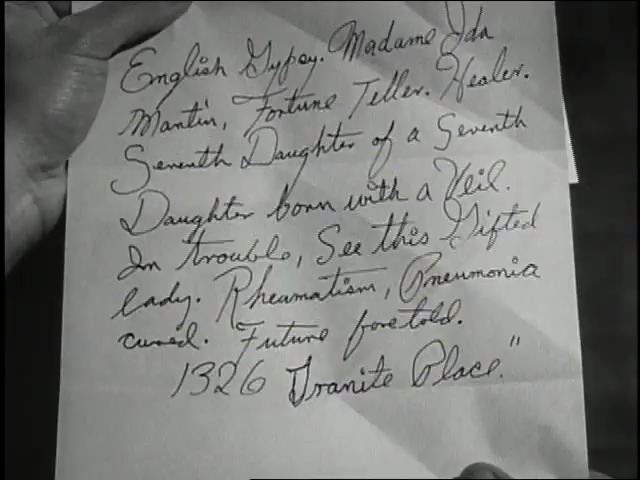 English Gypsy. Madame Ida
Mantin, Fortune Teller. Healer.
Seventh Daughter of a Seventh
Daughter born with a Veil.
In trouble, See this Gifted
lady. Rheumatism, Pneumonia
cured. Future foretold.
1326 Granite Place."